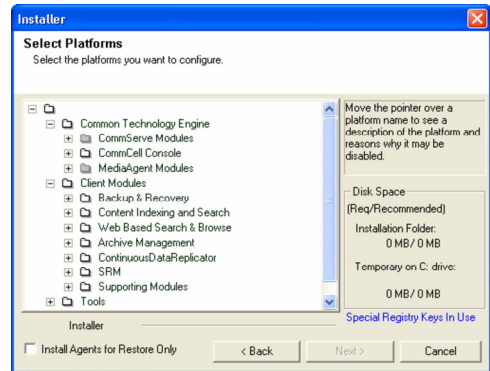 Installer
Select Platforms
Select the platforms you want to configure.
Common Technology Engine
CommServe Modules
CommCell Console
MediaAgent Modules
Client Modules
Backup & Recovery
Content Indexing and Search
Web Based Search & Browse
Archive Management
ContinuousDataReplicator
SRM
Supporting Modules
Tools
Move the pointer over a
platform name to see a
description of the platform and
reasons why it may be
disabled.
Disk Space
(Req/Recommended)
Installation Folder:
0 MB/ 0 MB
Temporary on C: drive:
0 MB/ 0 MB
Special Registry Keys In Use
Installer
Install Agents for Restore Only
< Back
Next >
Cancel